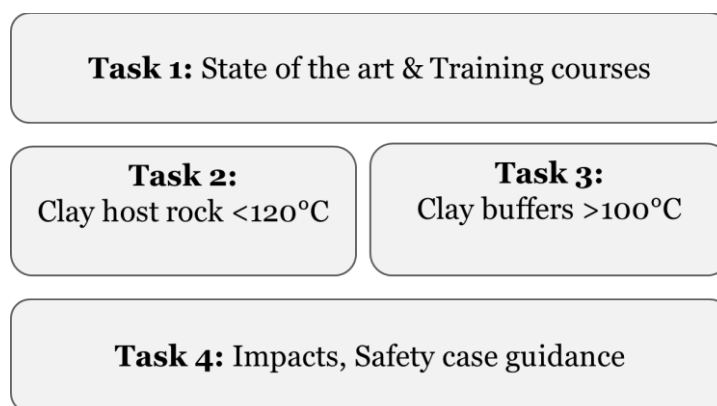 Task 1: State of the art & Training courses
Task 2:
Clay host rock <120°C
Task 3:
Clay buffers >100°C
Task 4: Impacts, Safety case guidance